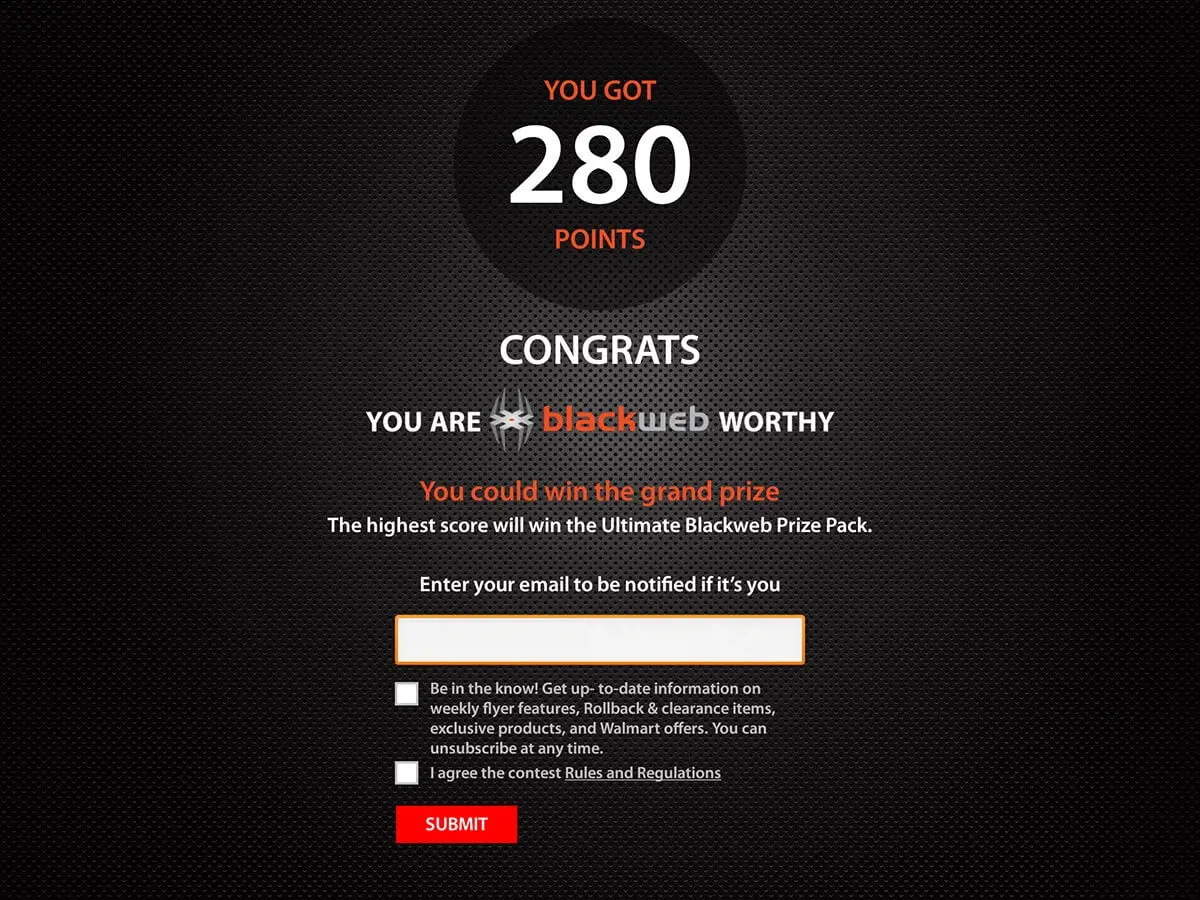 YOU GOT
280
POINTS
CONGRATS
YOU ARE blackweb WORTHY
You could win the grand prize
The highest score will win the Ultimate Blackweb Prize Pack.
Enter your email to be notified if it’s you
Be in the know! Get up- to-date information on
weekly flyer features, Rollback & clearance items,
exclusive products, and Walmart offers. You can
unsubscribe at any time.
I agree the contest Rules and Regulations
SUBMIT